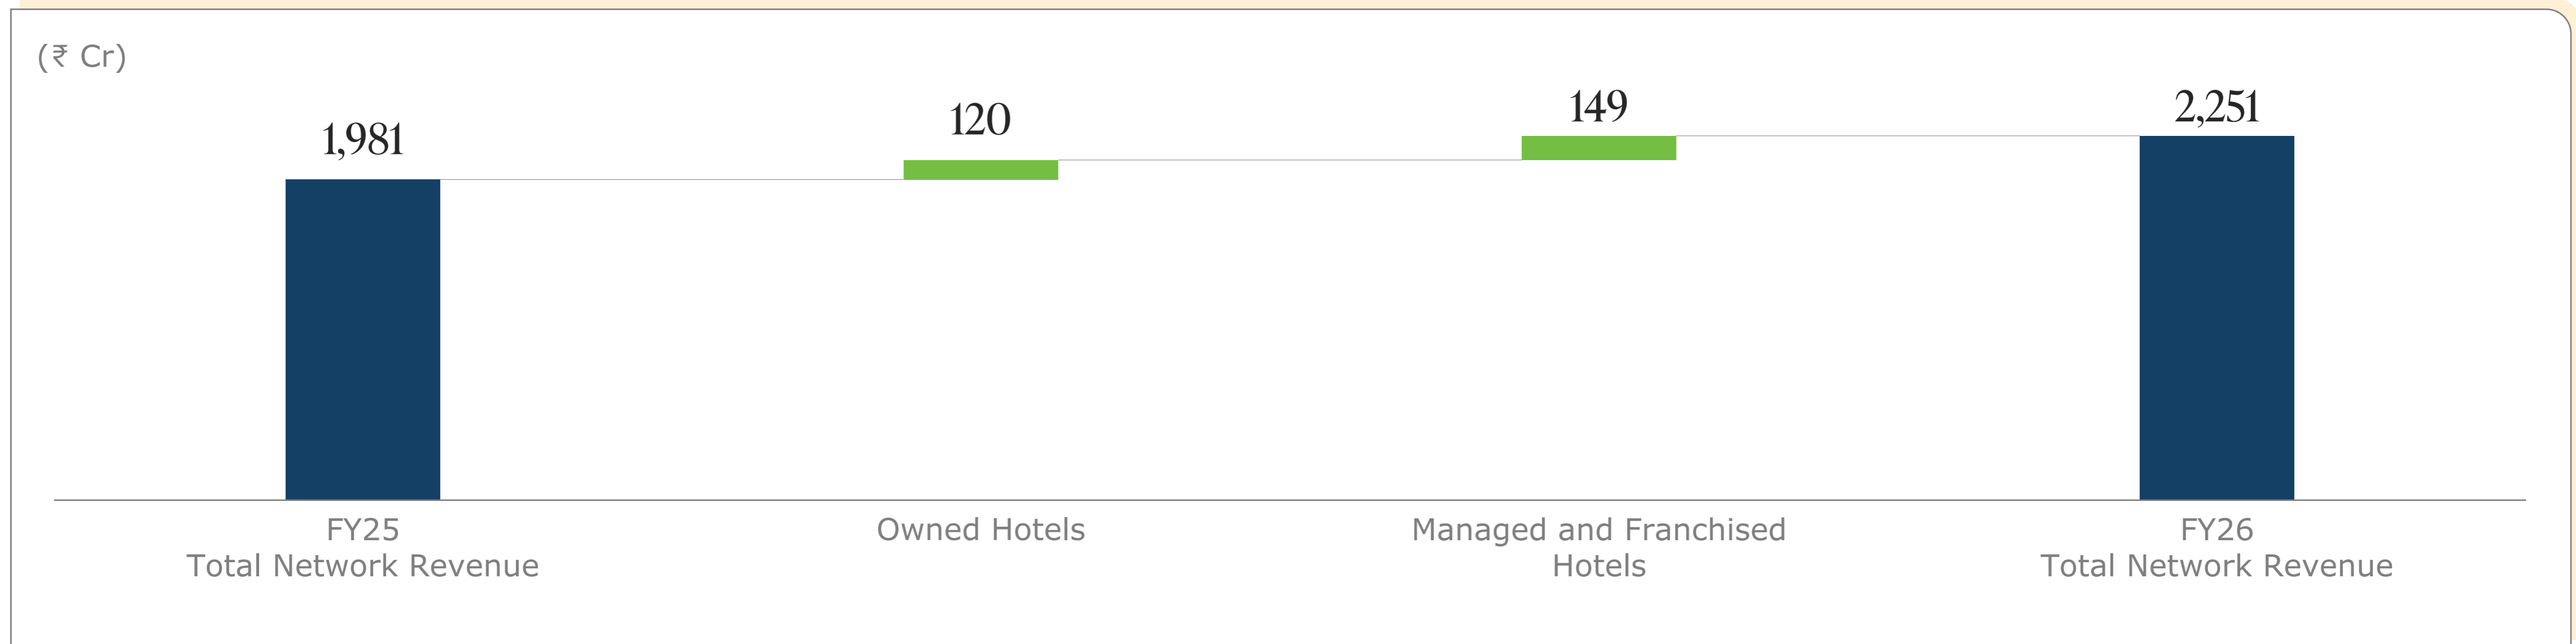 (₹ Cr)
1,981
120
149
2,251
FY25
Total Network Revenue
Owned Hotels
Managed and Franchised
Hotels
FY26
Total Network Revenue